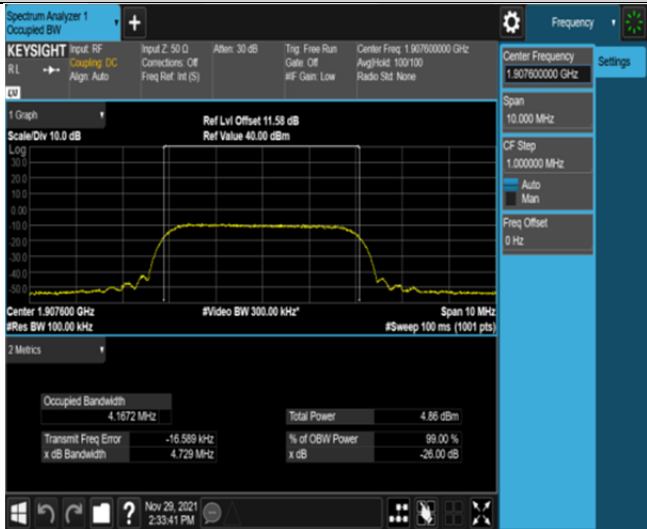 Spectrum Analyzer 1
Occupied BW
+
Frequency
KEYSIGHT Input: RF Input Z: 50 Ω Atten: 30 dB Trig: Free Run Center Freq: 1.907600000 GHz
RL Coupling: DC Corrections: Off Gate: Off Avg|Hold: 100/100
Align: Auto Freq Ref: Int (S) #IF Gain: Low Radio Std: None
Center Frequency
1.907600000 GHz
Settings
Span
10.000 MHz
CF Step
1.000000 MHz
Auto
Man
Freq Offset
0 Hz
1 Graph
Ref Lvl Offset 11.58 dB
Scale/Div 10.0 dB Ref Value 40.00 dBm
Log
30.0
20.0
10.0
0.00
-10.0
-20.0
-30.0
-40.0
-50.0
Center 1.907600 GHz #Video BW 300.00 kHz* Span 10 MHz
#Res BW 100.00 kHz #Sweep 100 ms (1001 pts)
2 Metrics
Occupied Bandwidth
4.1672 MHz Total Power 4.86 dBm
Transmit Freq Error -16.589 kHz % of OBW Power 99.00 %
x dB Bandwidth 4.729 MHz x dB -26.00 dB
?
Nov 29, 2021
2:33:41 PM